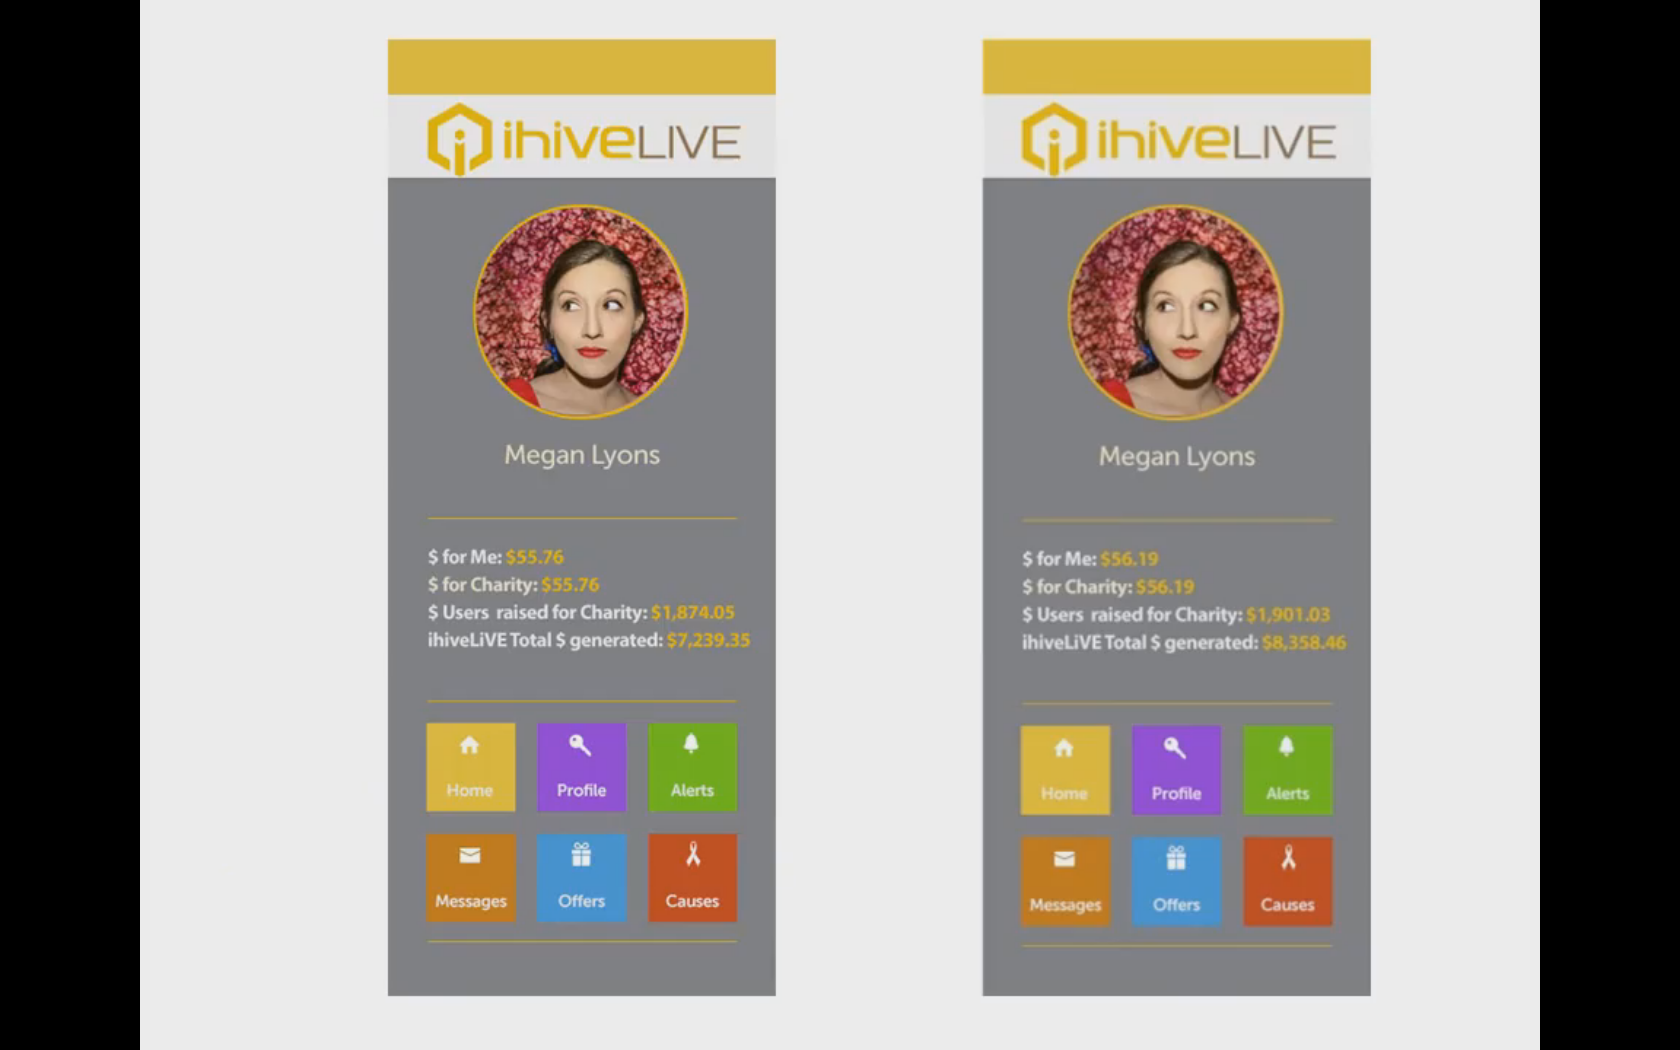 ihiveLIVE
Megan Lyons
$ for Me: $55.76
$ for Charity: $55.76
$ Users raised for Charity: $1,874.05
ihiveLiVE Total $ generated: $7,239.35
Home Profile Alerts
Messages Offers Causes
ihiveLIVE
Megan Lyons
$ for Me: $56.19
$ for Charity: $56.19
$ Users raised for Charity: $1,901.03
ihiveLiVE Total $ generated: $8,358.46
Home Profile Alerts
Messages Offers Causes